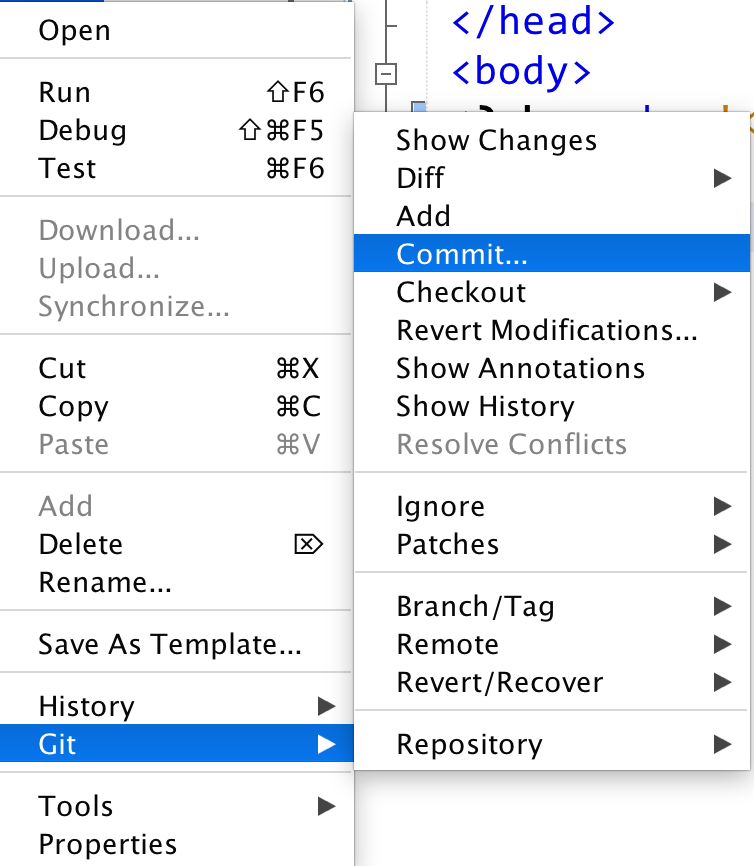 Open
Run ⇧F6
Debug ⇧⌘F5
Test ⌘F6
Download...
Upload...
Synchronize...
Cut ⌘X
Copy ⌘C
Paste ⌘V
Add
Delete ⌦
Rename...
Save As Template...
History
Git
Tools
Properties
</head>
<body>
Show Changes
Diff
Add
Commit...
Checkout
Revert Modifications...
Show Annotations
Show History
Resolve Conflicts
Ignore
Patches
Branch/Tag
Remote
Revert/Recover
Repository